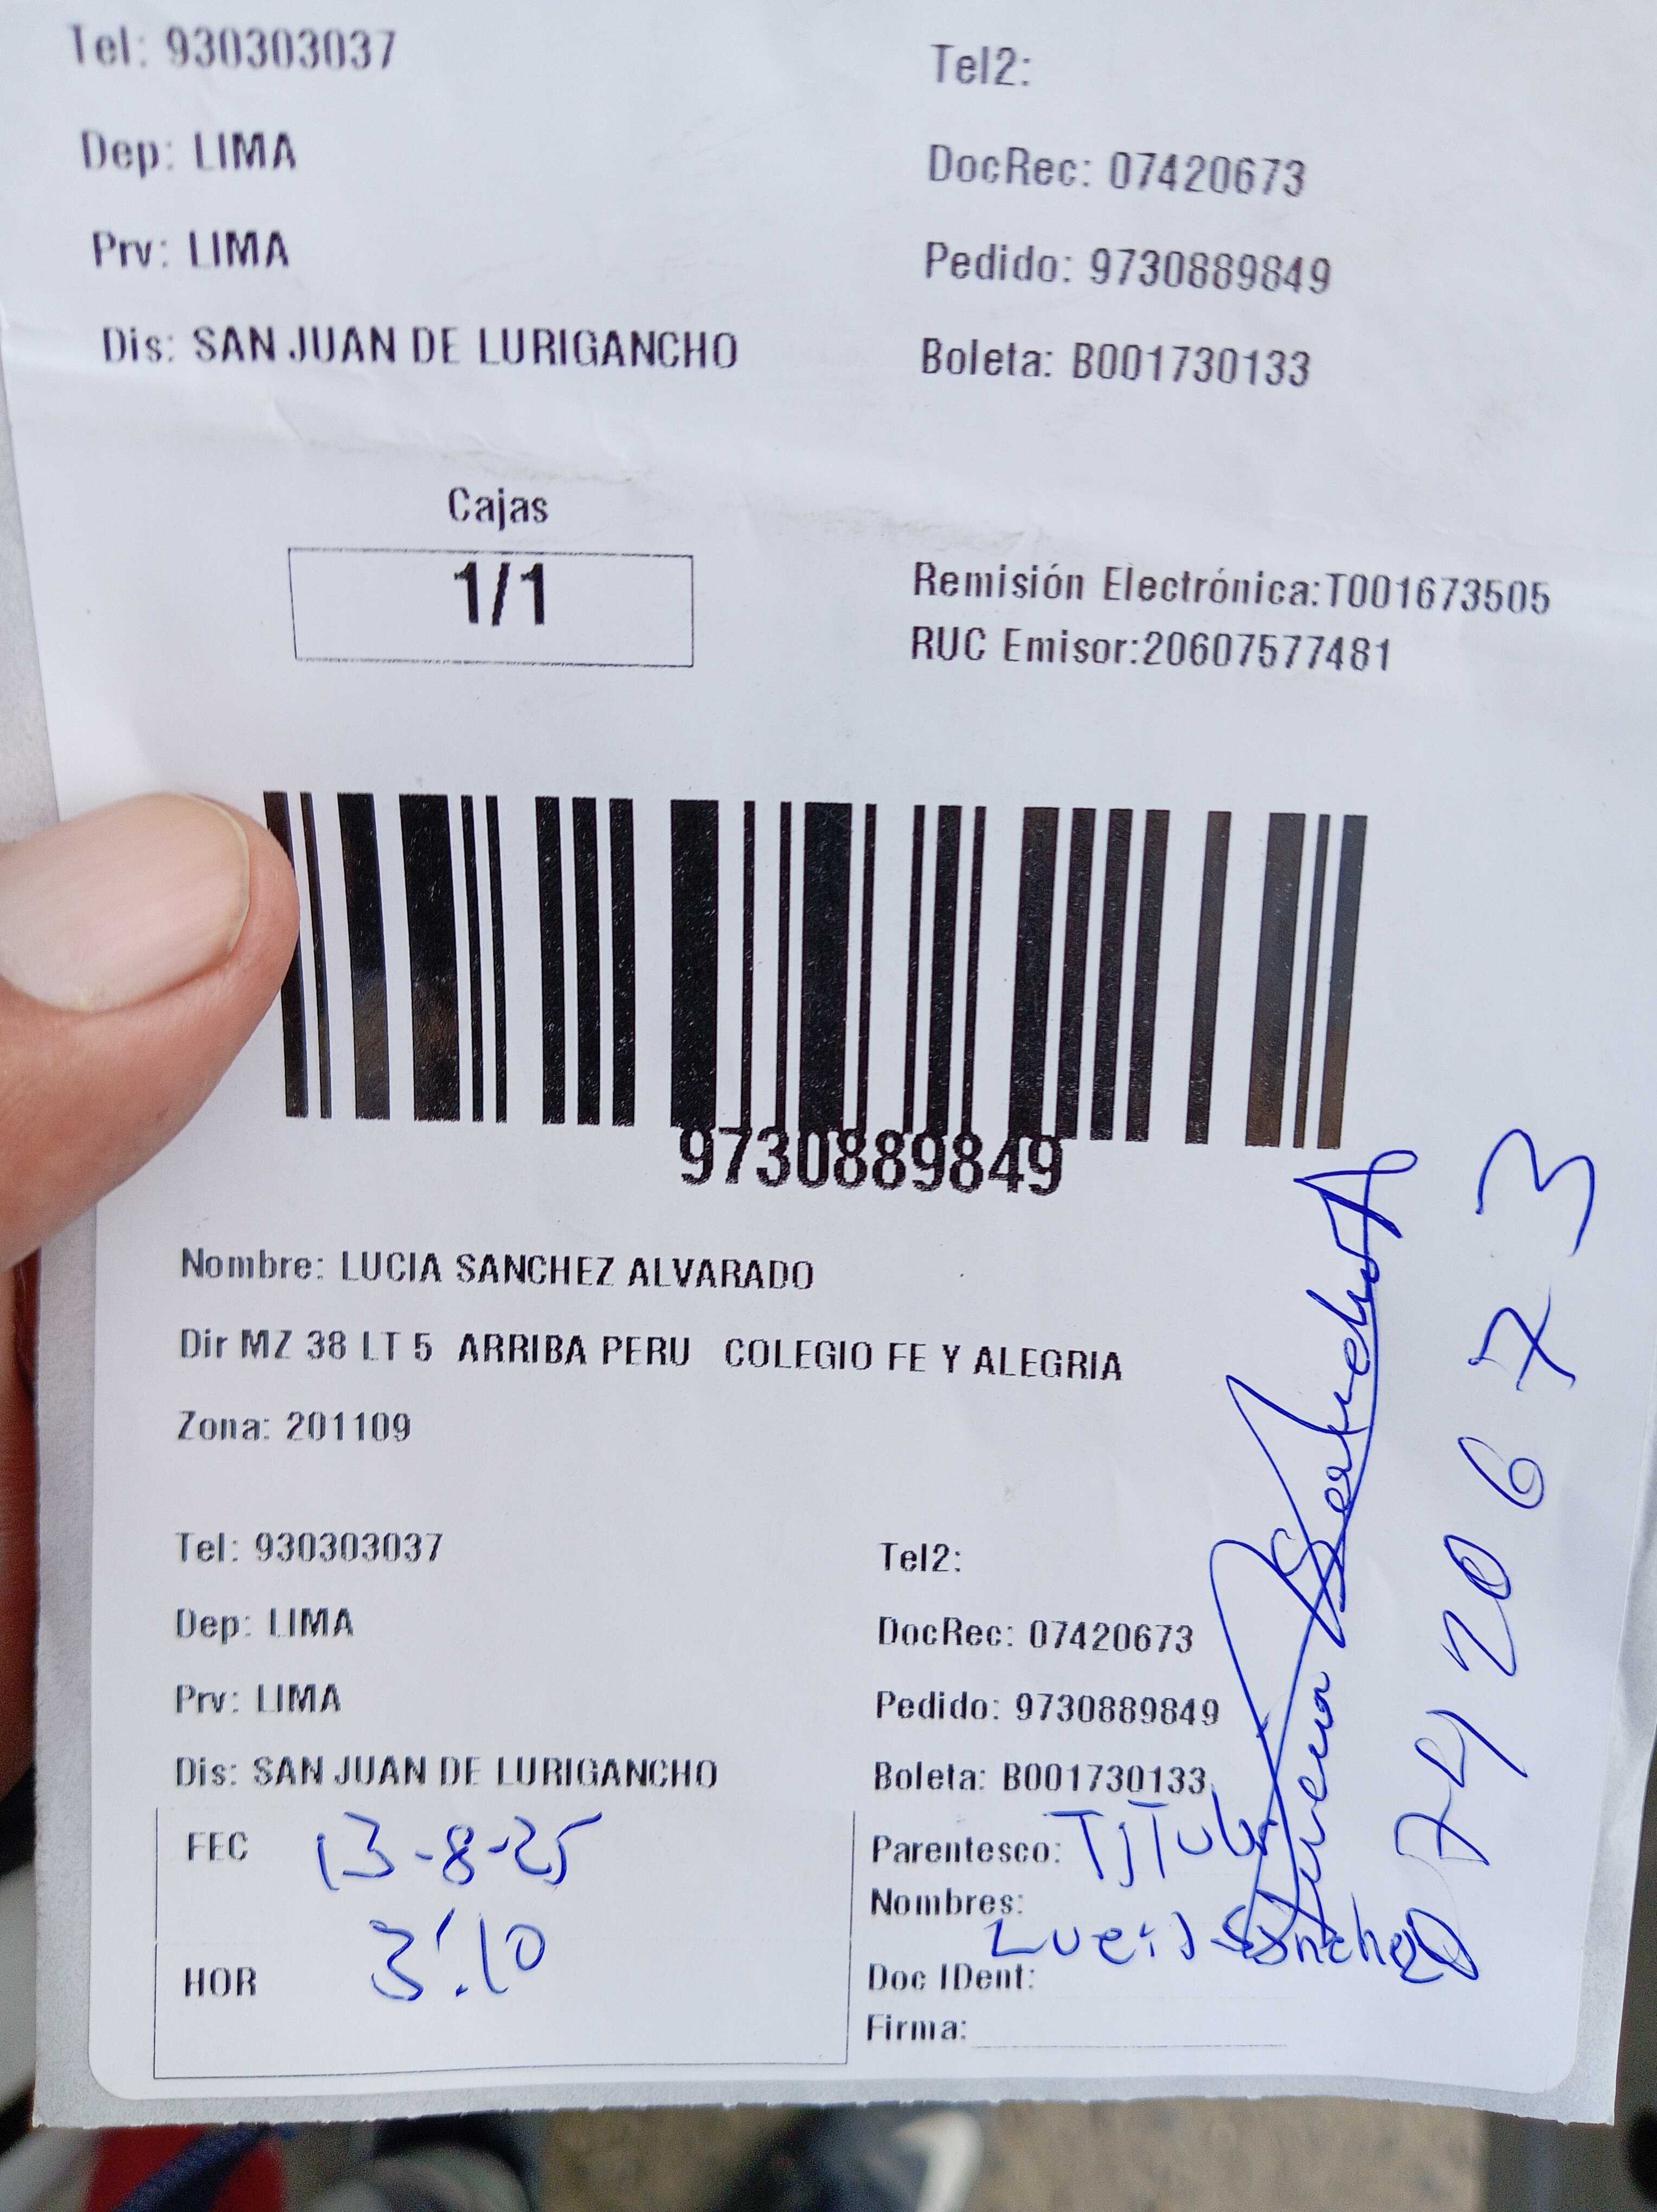 Tel: 930303037
Tel2:
Dep: LIMA
DocRec: 07420673
Prv: LIMA
Pedido: 9730889849
Dis: SAN JUAN DE LURIGANCHO
Boleta: B001730133
Cajas
1/1
Remisión Electrónica:T001673505
RUC Emisor:20607577481
9730889849
Nombre: LUCIA SANCHEZ ALVARADO
Dir MZ 38 LT 5 ARRIBA PERU COLEGIO FE Y ALEGRIA
Zona: 201109
Tel: 930303037
Tel2:
Dep: LIMA
DocRec: 07420673
Prv: LIMA
Pedido: 9730889849
Dis: SAN JUAN DE LURIGANCHO
Boleta: B001730133
FEC 13-8-25
HOR 3:10
Parentesco:
Nombres:
Sánchez
Doc IDent:
Firma:
07420673